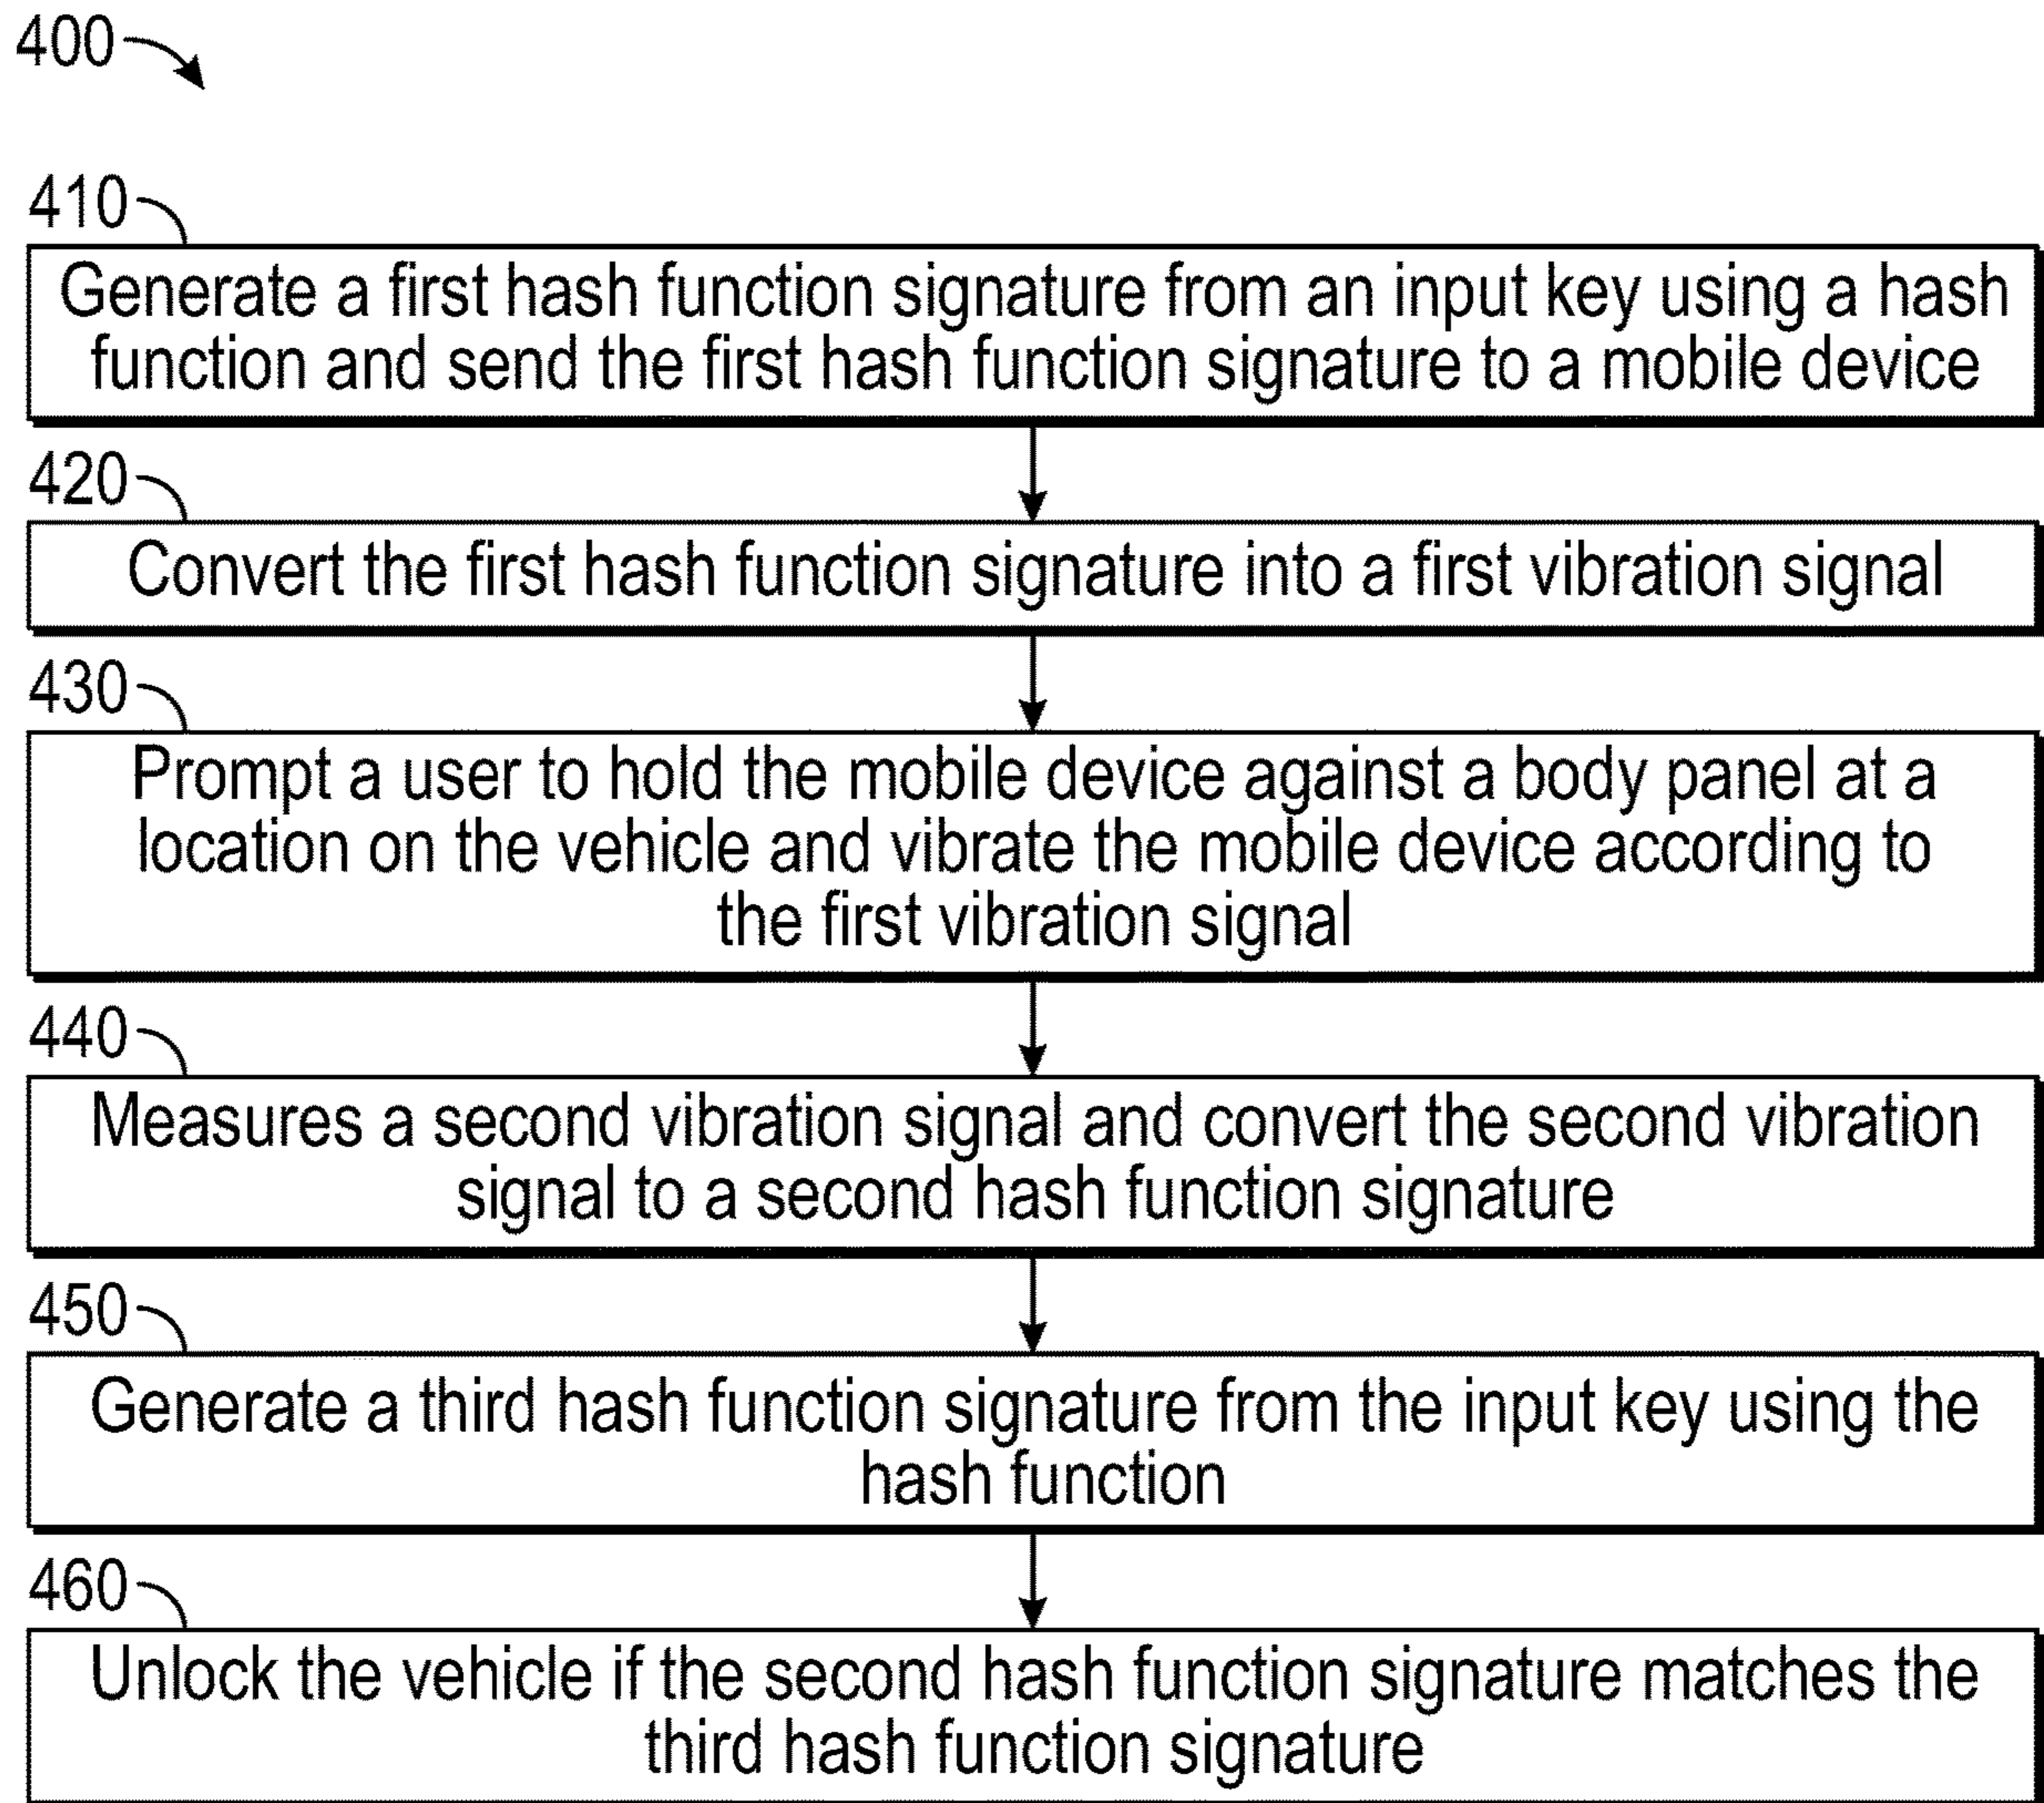 400
410
Generate a first hash function signature from an input key using a hash
function and send the first hash function signature to a mobile device
420
Convert the first hash function signature into a first vibration signal
430
Prompt a user to hold the mobile device against a body panel at a
location on the vehicle and vibrate the mobile device according to
the first vibration signal
440
Measures a second vibration signal and convert the second vibration
signal to a second hash function signature
450
Generate a third hash function signature from the input key using the
hash function
460
Unlock the vehicle if the second hash function signature matches the
third hash function signature